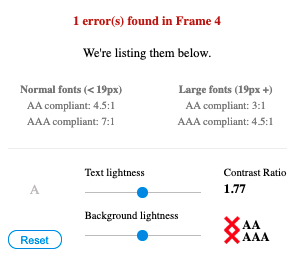 1 error(s) found in Frame 4
We're listing them below.
Normal fonts (< 19px)
AA compliant: 4.5:1
AAA compliant: 7:1
Large fonts (19px +)
AA compliant: 3:1
AAA compliant: 4.5:1
A
Text lightness
Background lightness
Reset
Contrast Ratio
1.77
AA
AAA